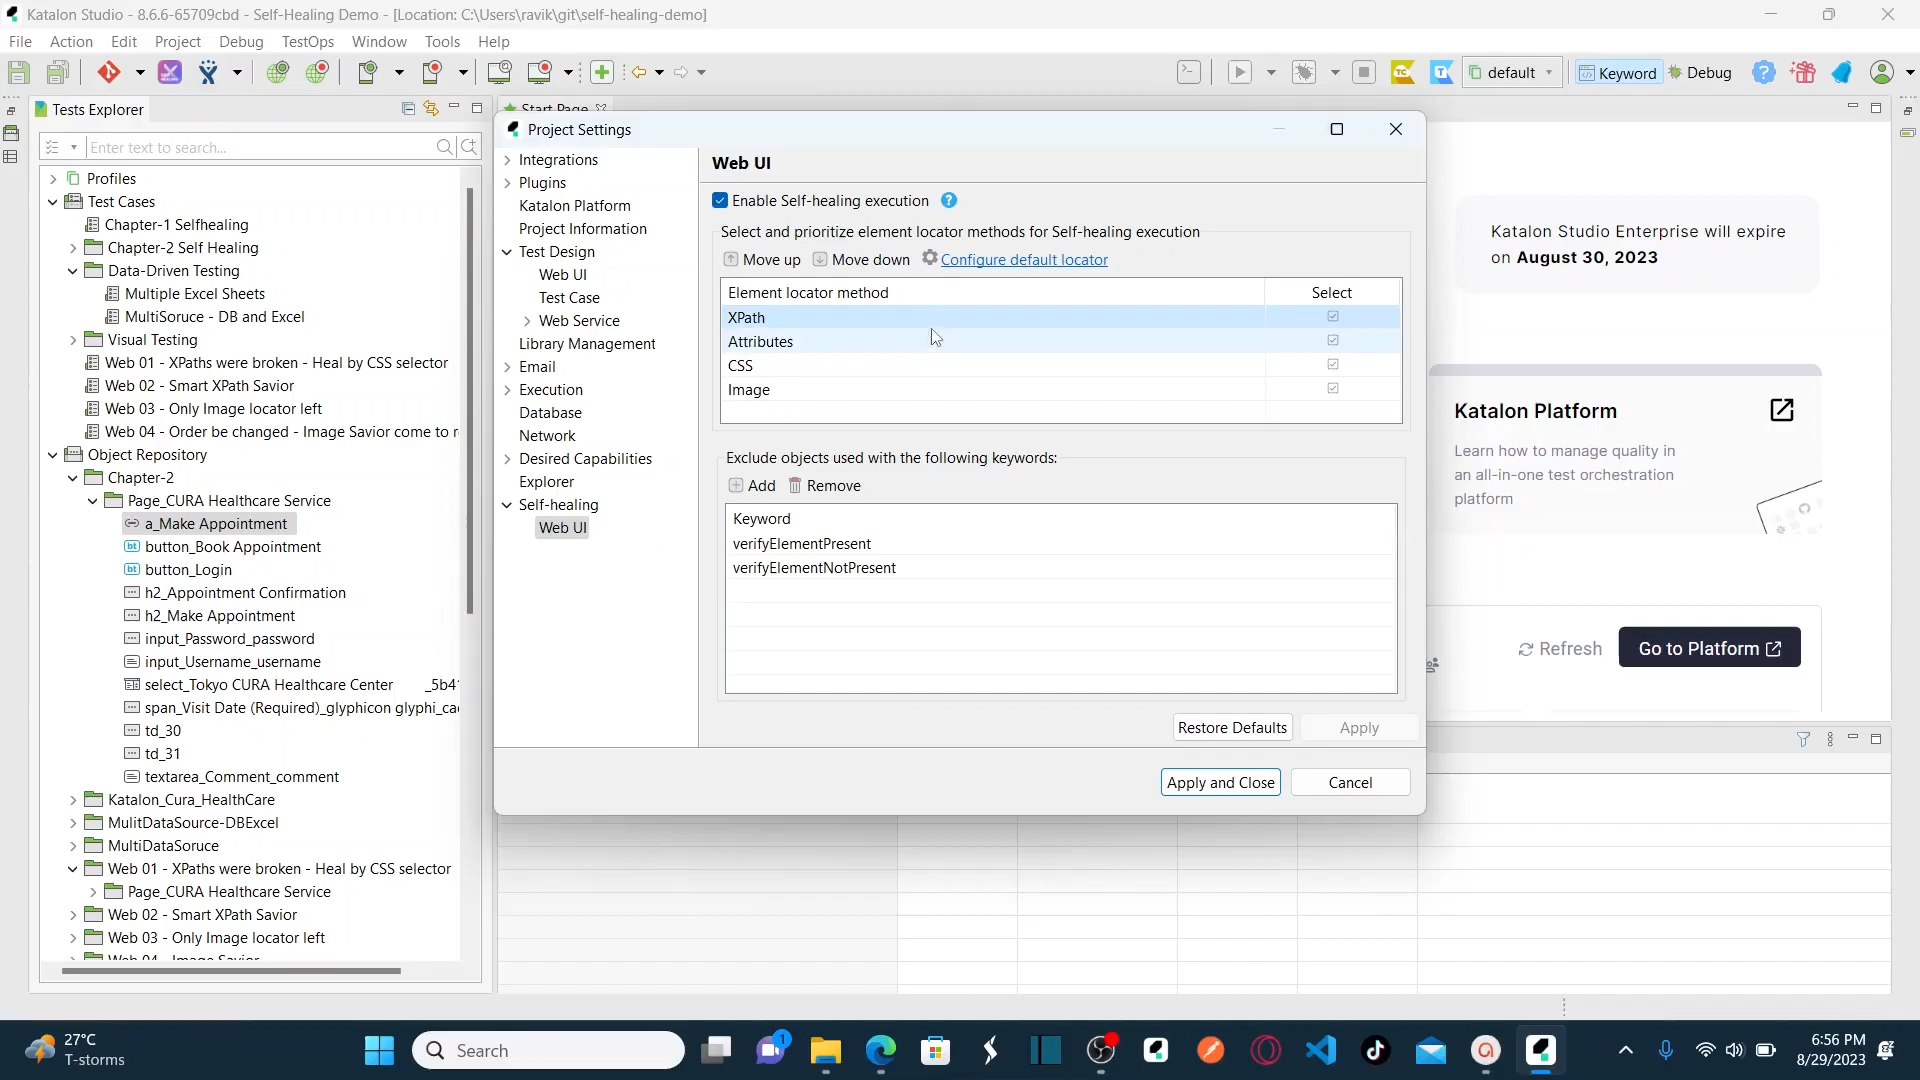 Katalon Studio - 8.6.6-65709cbd - Self-Healing Demo - [Location: C:\Users\ravik\git\self-healing-demo]
File Action Edit Project Debug TestOps Window Tools Help
default Keyword Debug
Tests Explorer
Start Page
Enter text to search...
Profiles
Test Cases
Chapter-1 Selfhealing
Chapter-2 Self Healing
Data-Driven Testing
Multiple Excel Sheets
MultiSoruce - DB and Excel
Visual Testing
Web 01 - XPaths were broken - Heal by CSS selector
Web 02 - Smart XPath Savior
Web 03 - Only Image locator left
Web 04 - Order be changed - Image Savior come to r
Object Repository
Chapter-2
Page_CURA Healthcare Service
a_Make Appointment
button_Book Appointment
button_Login
h2_Appointment Confirmation
h2_Make Appointment
input_Password_password
input_Username_username
select_Tokyo CURA Healthcare Center _5b4
span_Visit Date (Required)_glyphicon glyphi_ca
td_30
td_31
textarea_Comment_comment
Katalon_Cura_HealthCare
MulitDataSource-DBExcel
MultiDataSoruce
Web 01 - XPaths were broken - Heal by CSS selector
Page_CURA Healthcare Service
Web 02 - Smart XPath Savior
Web 03 - Only Image locator left
Web 04 - Image Savior
Project Settings
Integrations
Plugins
Katalon Platform
Project Information
Test Design
Web UI
Test Case
Web Service
Library Management
Email
Execution
Database
Network
Desired Capabilities
Explorer
Self-healing
Web UI
Web UI
Enable Self-healing execution
Select and prioritize element locator methods for Self-healing execution
Move up Move down Configure default locator
Element locator method Select
XPath
Attributes
CSS
Image
Exclude objects used with the following keywords:
Add Remove
Keyword
verifyElementPresent
verifyElementNotPresent
Restore Defaults Apply
Apply and Close Cancel
Katalon Studio Enterprise will expire
on August 30, 2023
Katalon Platform
Learn how to manage quality in
an all-in-one test orchestration
platform
Refresh Go to Platform
27°C
T-storms
Search
1
6:56 PM
8/29/2023